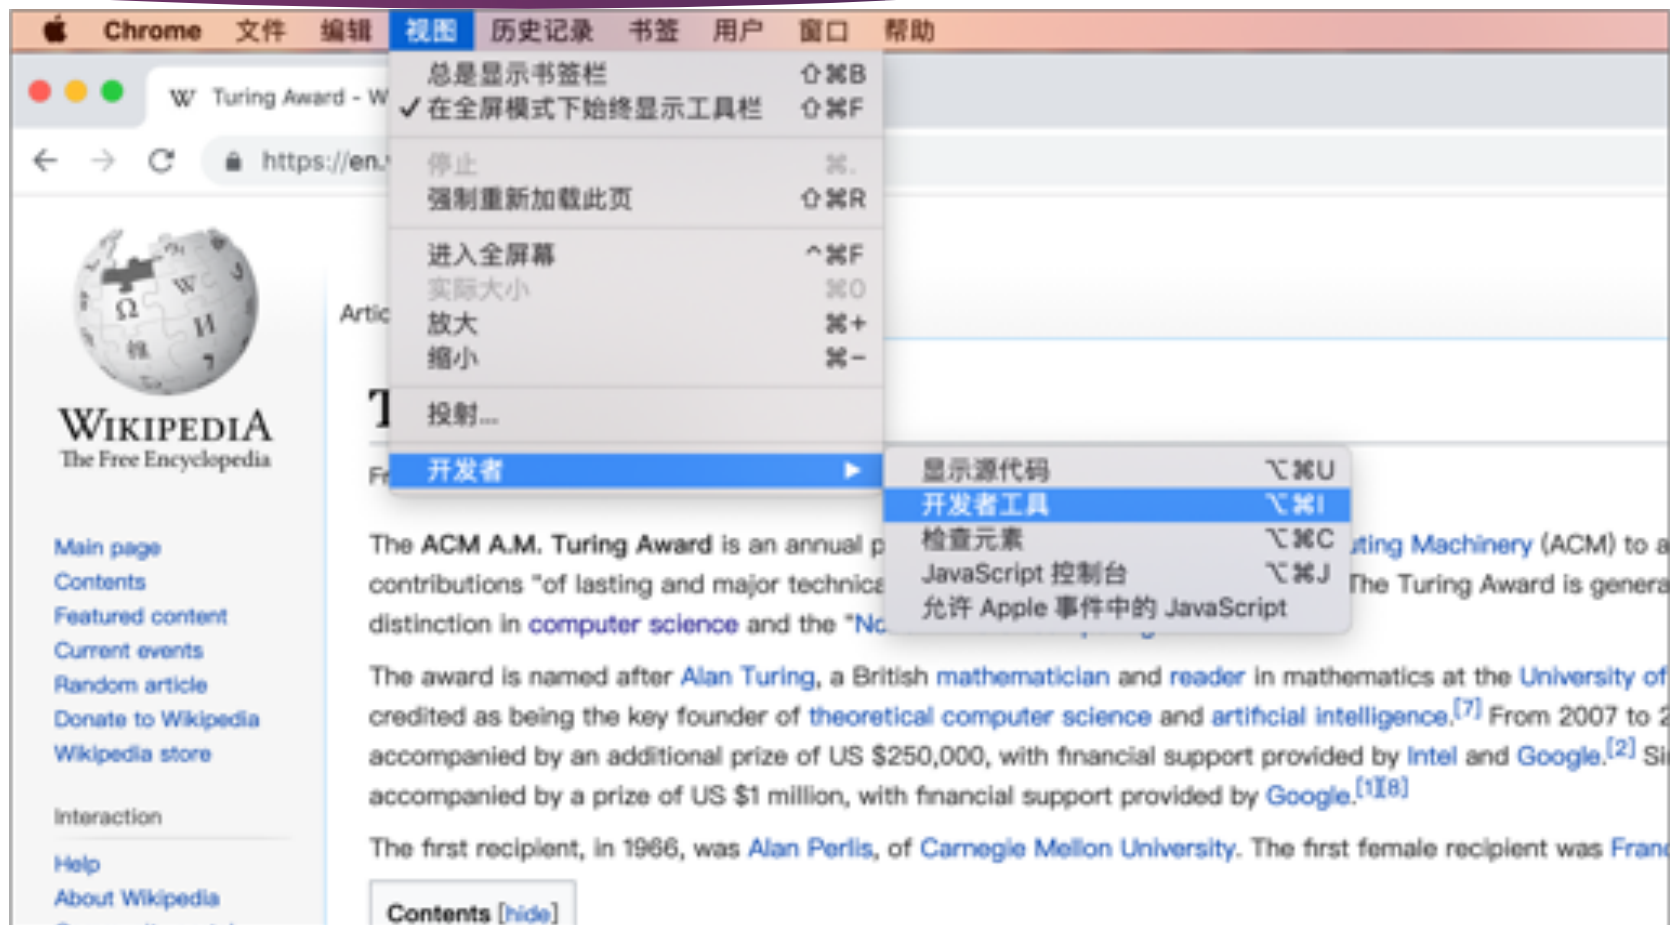 Chrome 文件 编辑 视图 历史记录 书签 用户 窗口 帮助
W Turing Award - W
https://en.
总是显示书签栏 ⇧⌘B
✓ 在全屏模式下始终显示工具栏 ⇧⌘F
停止 ⌘.
强制重新加载此页 ⇧⌘R
进入全屏幕 ^⌘F
实际大小 ⌘0
放大 ⌘+
缩小 ⌘−
投射...
开发者 ▶
显示源代码 ⌥⌘U
开发者工具 ⌥⌘I
检查元素 ⌥⌘C
JavaScript 控制台 ⌥⌘J
允许 Apple 事件中的 JavaScript
Ω W И 維
WIKIPEDIA
The Free Encyclopedia
Main page
Contents
Featured content
Current events
Random article
Donate to Wikipedia
Wikipedia store
Interaction
Help
About Wikipedia
Artic
T
Fr
The ACM A.M. Turing Award is an annual p uting Machinery (ACM) to a
contributions "of lasting and major technica The Turing Award is genera
distinction in computer science and the "No
The award is named after Alan Turing, a British mathematician and reader in mathematics at the University of
credited as being the key founder of theoretical computer science and artificial intelligence.[7] From 2007 to 2
accompanied by an additional prize of US $250,000, with financial support provided by Intel and Google.[2] Si
accompanied by a prize of US $1 million, with financial support provided by Google.[1][8]
The first recipient, in 1966, was Alan Perlis, of Carnegie Mellon University. The first female recipient was Franc
Contents [hide]